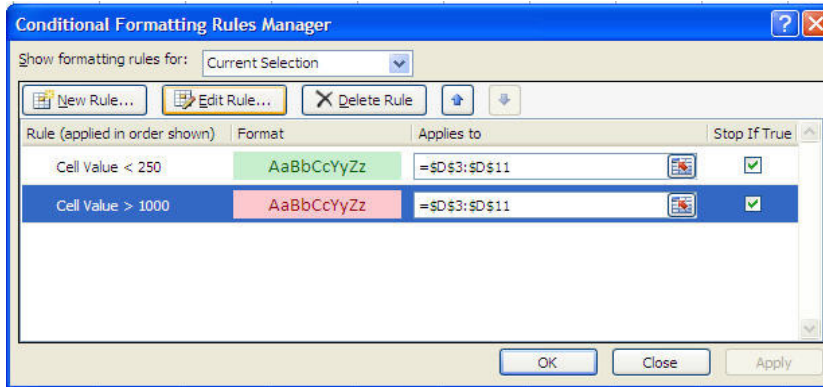 Conditional Formatting Rules Manager
Show formatting rules for: Current Selection
New Rule... Edit Rule... Delete Rule
Rule (applied in order shown) Format Applies to Stop If True
Cell Value < 250 AaBbCcYyZz =$D$3:$D$11
Cell Value > 1000 AaBbCcYyZz =$D$3:$D$11
OK Close Apply